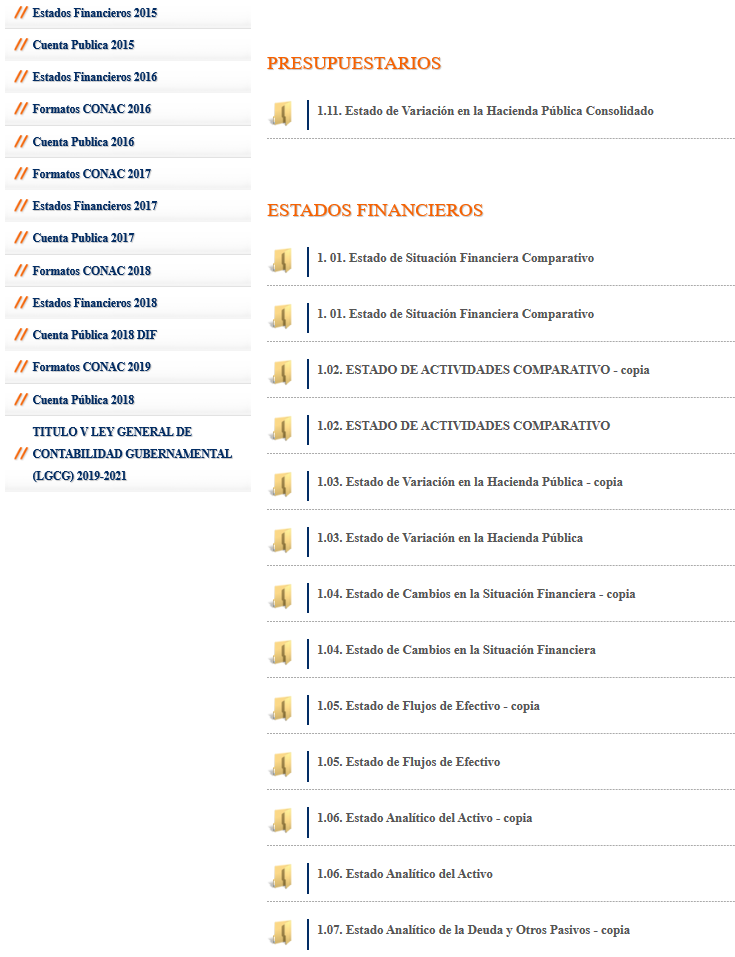 Estados Financieros 2015
Cuenta Publica 2015
Estados Financieros 2016
Formatos CONAC 2016
Cuenta Publica 2016
Formatos CONAC 2017
Estados Financieros 2017
Cuenta Publica 2017
Formatos CONAC 2018
Estados Financieros 2018
Cuenta Pública 2018 DIF
Formatos CONAC 2019
Cuenta Pública 2018
TITULO V LEY GENERAL DE
CONTABILIDAD GUBERNAMENTAL
(LGCG) 2019-2021
PRESUPUESTARIOS
1.11. Estado de Variación en la Hacienda Pública Consolidado
ESTADOS FINANCIEROS
1. 01. Estado de Situación Financiera Comparativo
1. 01. Estado de Situación Financiera Comparativo
1.02. ESTADO DE ACTIVIDADES COMPARATIVO - copia
1.02. ESTADO DE ACTIVIDADES COMPARATIVO
1.03. Estado de Variación en la Hacienda Pública - copia
1.03. Estado de Variación en la Hacienda Pública
1.04. Estado de Cambios en la Situación Financiera - copia
1.04. Estado de Cambios en la Situación Financiera
1.05. Estado de Flujos de Efectivo - copia
1.05. Estado de Flujos de Efectivo
1.06. Estado Analítico del Activo - copia
1.06. Estado Analítico del Activo
1.07. Estado Analítico de la Deuda y Otros Pasivos - copia